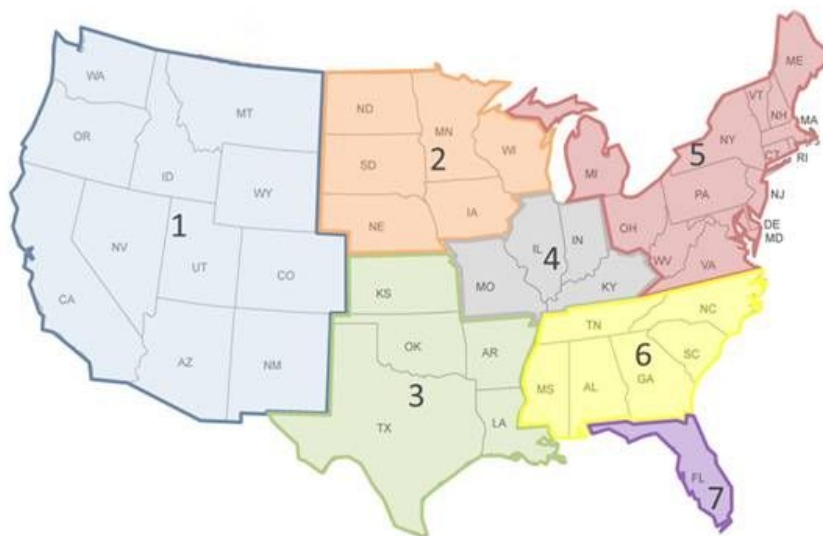 WA
MT
ND
MN
ME
VT
NH
MA
OR
ID
SD
WI
NY
CT
RI
2
5
WY
MI
PA
NJ
NE
IA
OH
DE
MD
NV
1
UT
CO
IL
IN
4
WV
VA
CA
KS
MO
KY
AZ
NM
OK
AR
TN
NC
6
SC
3
MS
AL
GA
TX
LA
FL
7